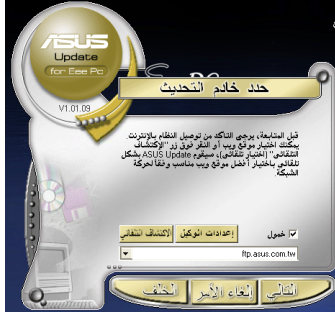 ASUS
Update
for Eee Pc
V1.01.09
حدد خادم التحديث
قبل المتابعة، يرجى التأكد من توصيل النظام بالإنترنت.
يمكنك اختيار موقع ويب أو النقر فوق زر "الإكتشاف
التلقائي" (اختيار تلقائي)، سيقوم ASUS Update بشكل
تلقائي باختيار أفضل موقع ويب مناسب وفقاً لحركة
الشبكة.
خمول
إعدادات الوكيل
الاكتشاف التلقائي
ftp.asus.com.tw
التالي
إلغاء الأمر
الخلف